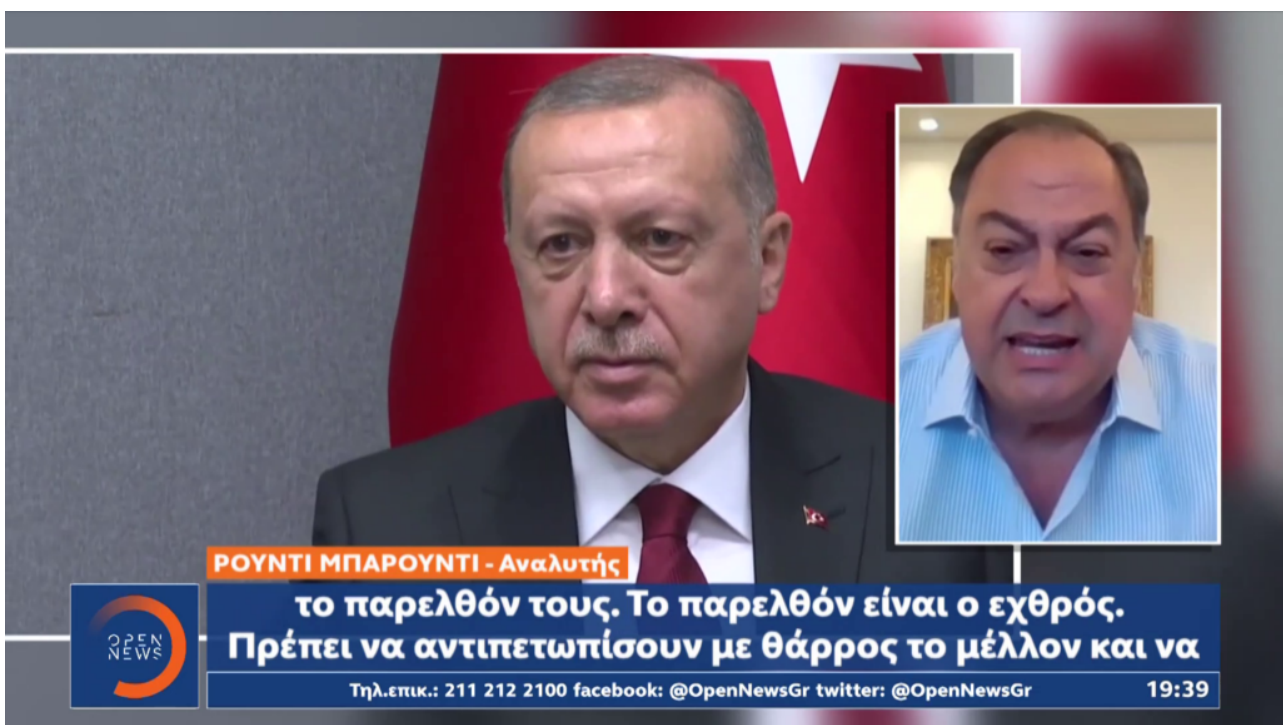 ΡΟΥΝΤΙ ΜΠΑΡΟΥΝΤΙ - Αναλυτής
το παρελθόν τους. Το παρελθόν είναι ο εχθρός.
Πρέπει να αντιπετωπίσουν με θάρρος το μέλλον και να
OPEN
NEWS
Τηλ.επικ.: 211 212 2100 facebook: @OpenNewsGr twitter: @OpenNewsGr 19:39